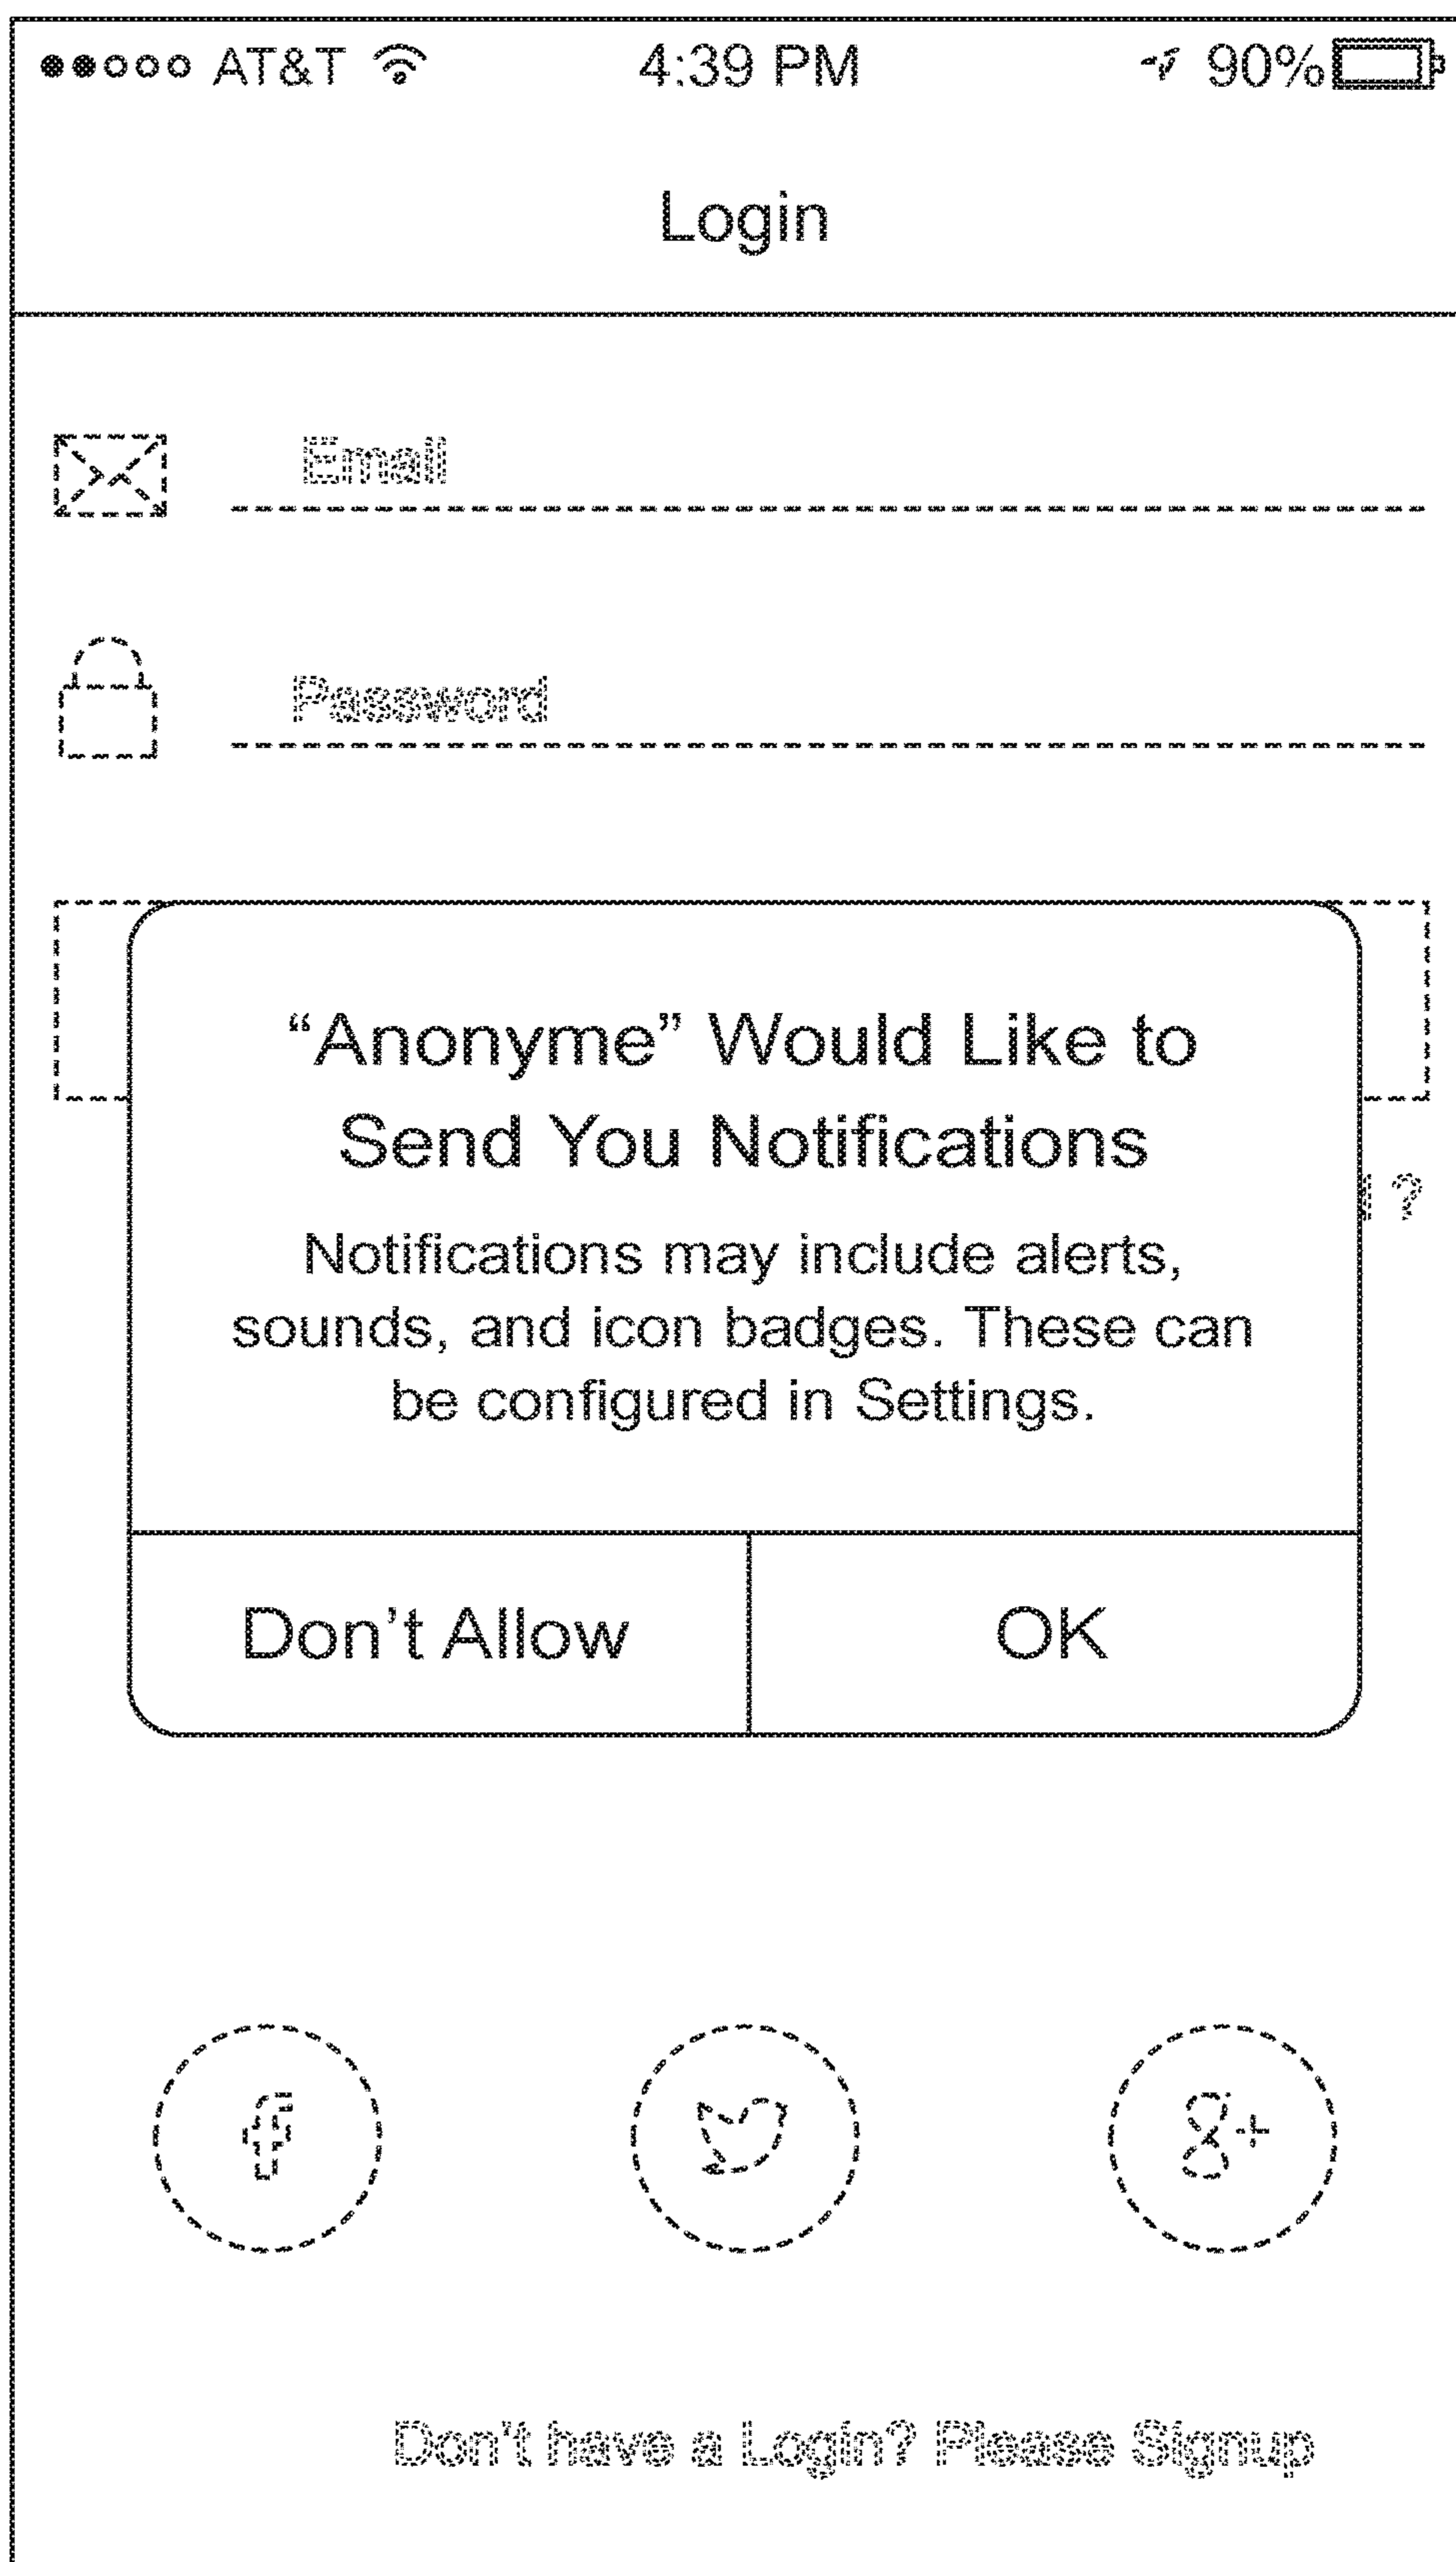 AT&T 4:39 PM 90%
Login
Email
Password
“Anonyme” Would Like to
Send You Notifications
?
Notifications may include alerts,
sounds, and icon badges. These can
be configured in Settings.
Don’t Allow OK
f g+
Don't have a Login? Please Signup